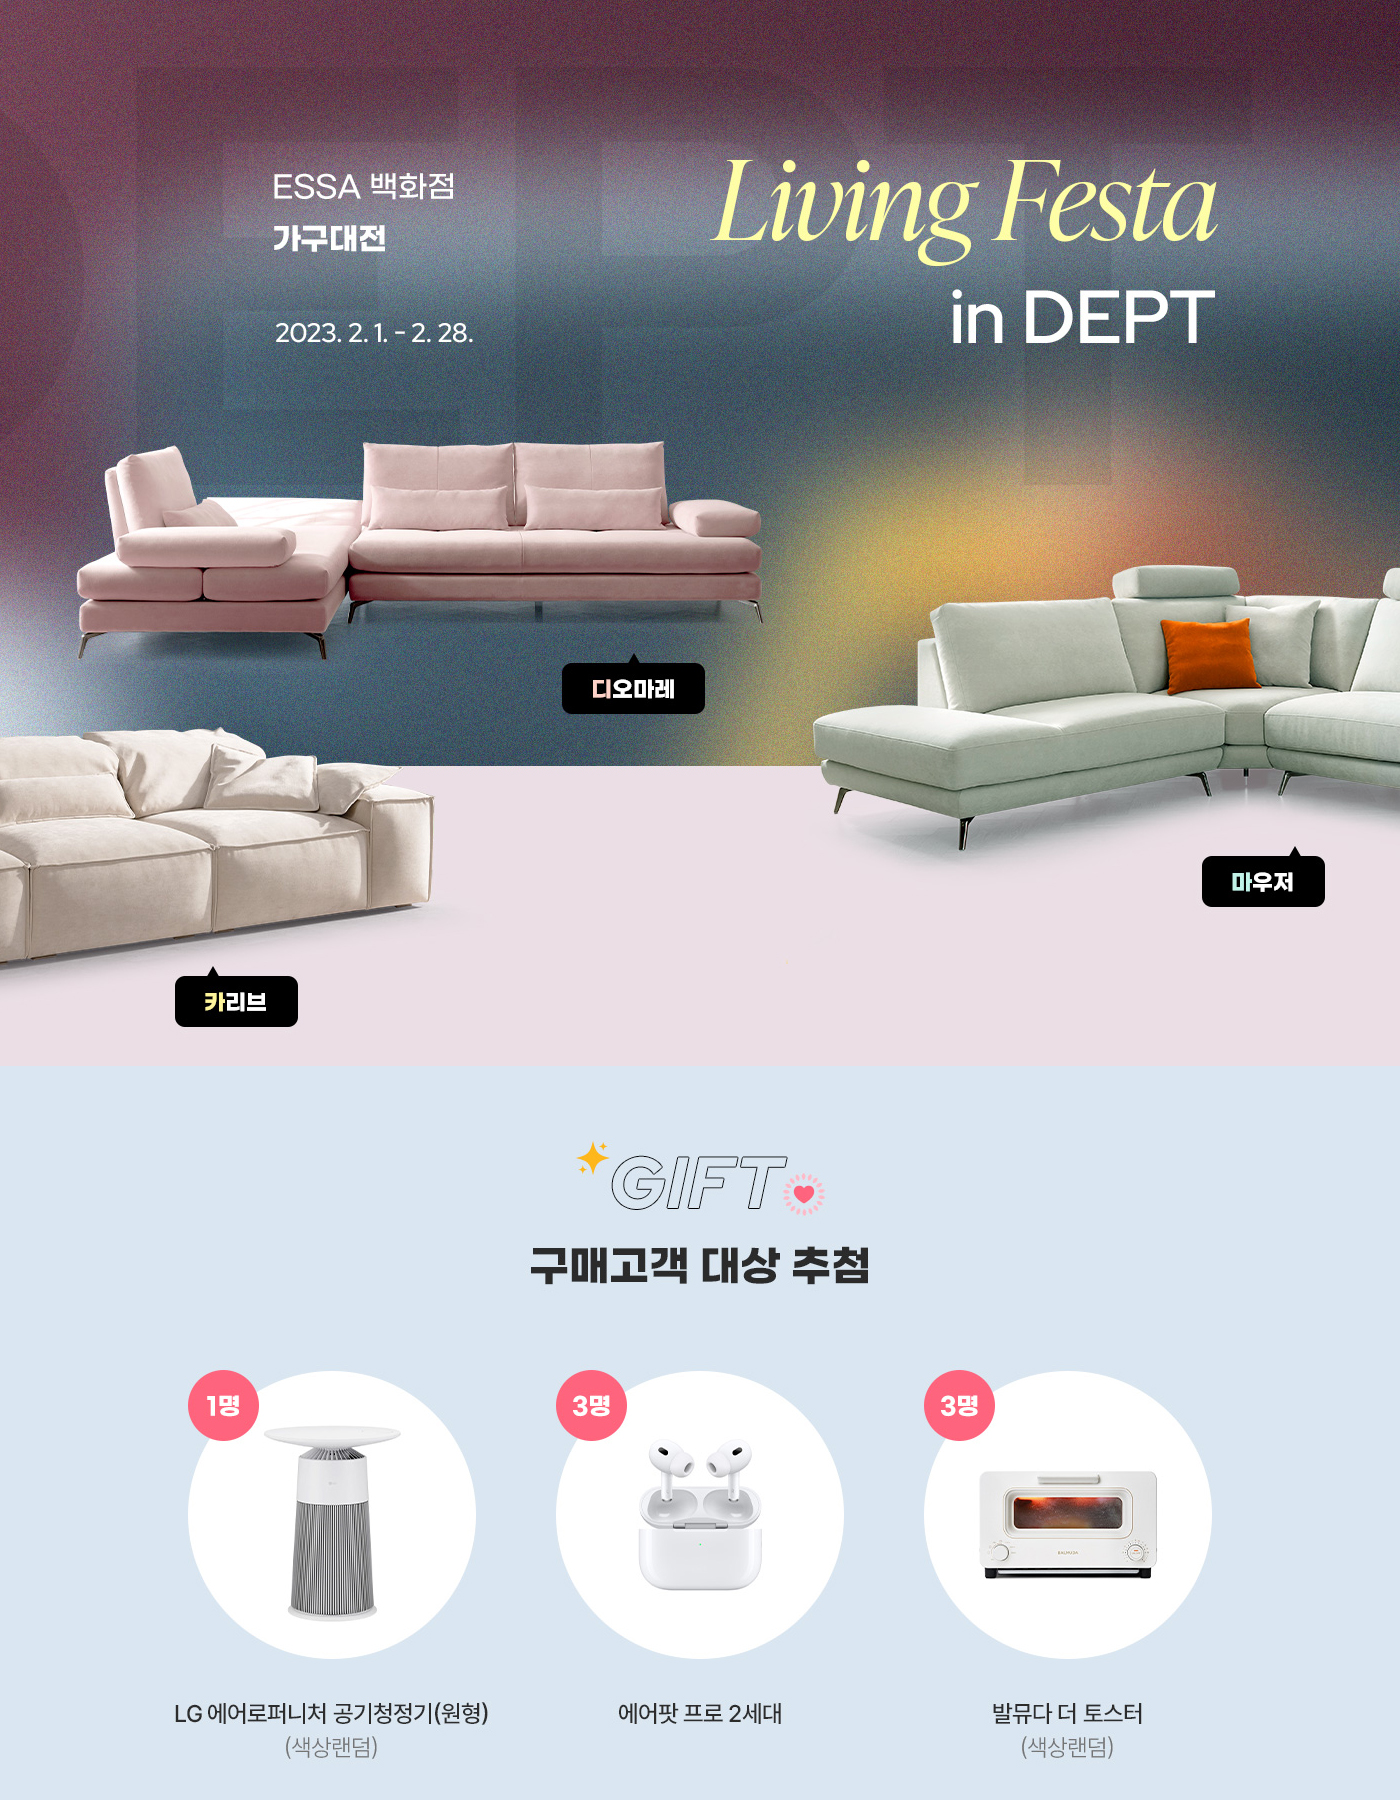 ESSA 백화점
가구대전
2023. 2. 1. - 2. 28.
Living Festa
in DEPT
디오마레
마우저
카리브
GIFT
구매고객 대상 추첨
1명
3명
3명
LG 에어로퍼니처 공기청정기(원형)
(색상랜덤)
에어팟 프로 2세대
발뮤다 더 토스터
(색상랜덤)